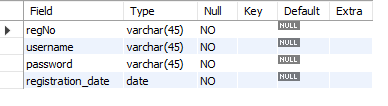 Field Type Null Key Default Extra
regNo varchar(45) NO NULL
username varchar(45) NO NULL
password varchar(45) NO NULL
registration_date date NO NULL